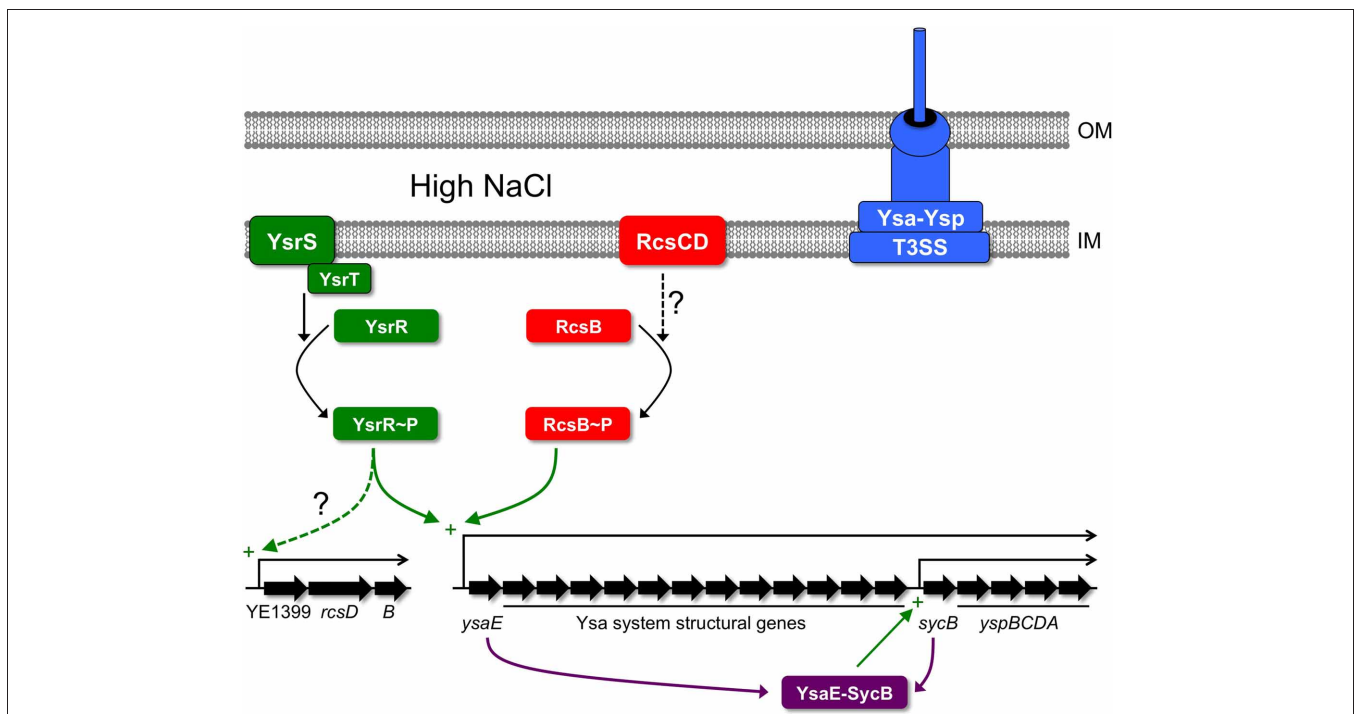 OM
High NaCl
Ysa-Ysp
YsrS
RcsCD
IM
T3SS
YsrT
?
YsrR
RcsB
YsrR~P
RcsB~P
?
+
+
YE1399 rcsD B
+
ysaE Ysa system structural genes sycB yspBCDA
YsaE-SycB